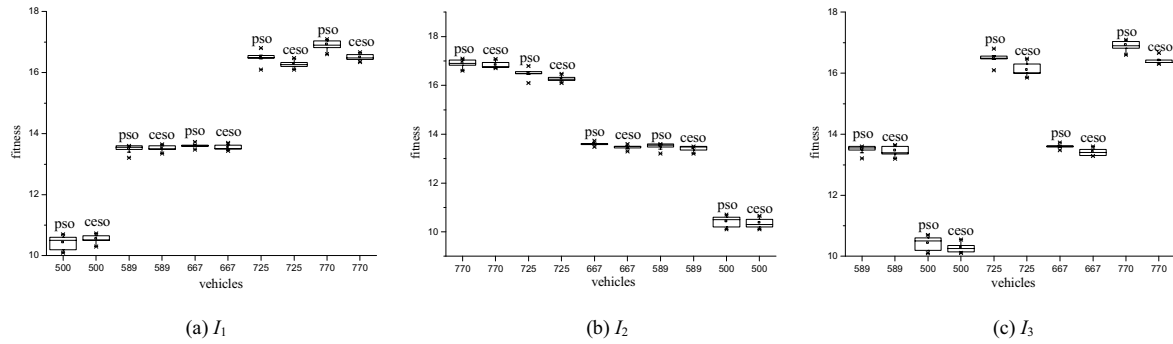 fitness
16
14
12
10
pso
ceso
pso
ceso
pso
ceso
pso
ceso
pso
ceso
500 500 589 589 667 667 725 725 770 770
vehicles
(a) I1
fitness
18
16
14
12
10
pso
ceso
pso
ceso
pso
ceso
pso
ceso
pso
ceso
770 770 725 725 667 667 589 589 500 500
vehicles
(b) I2
fitness
18
16
14
12
10
pso
ceso
pso
ceso
pso
ceso
pso
ceso
pso
ceso
589 589 500 500 725 725 667 667 770 770
vehicles
(c) I3